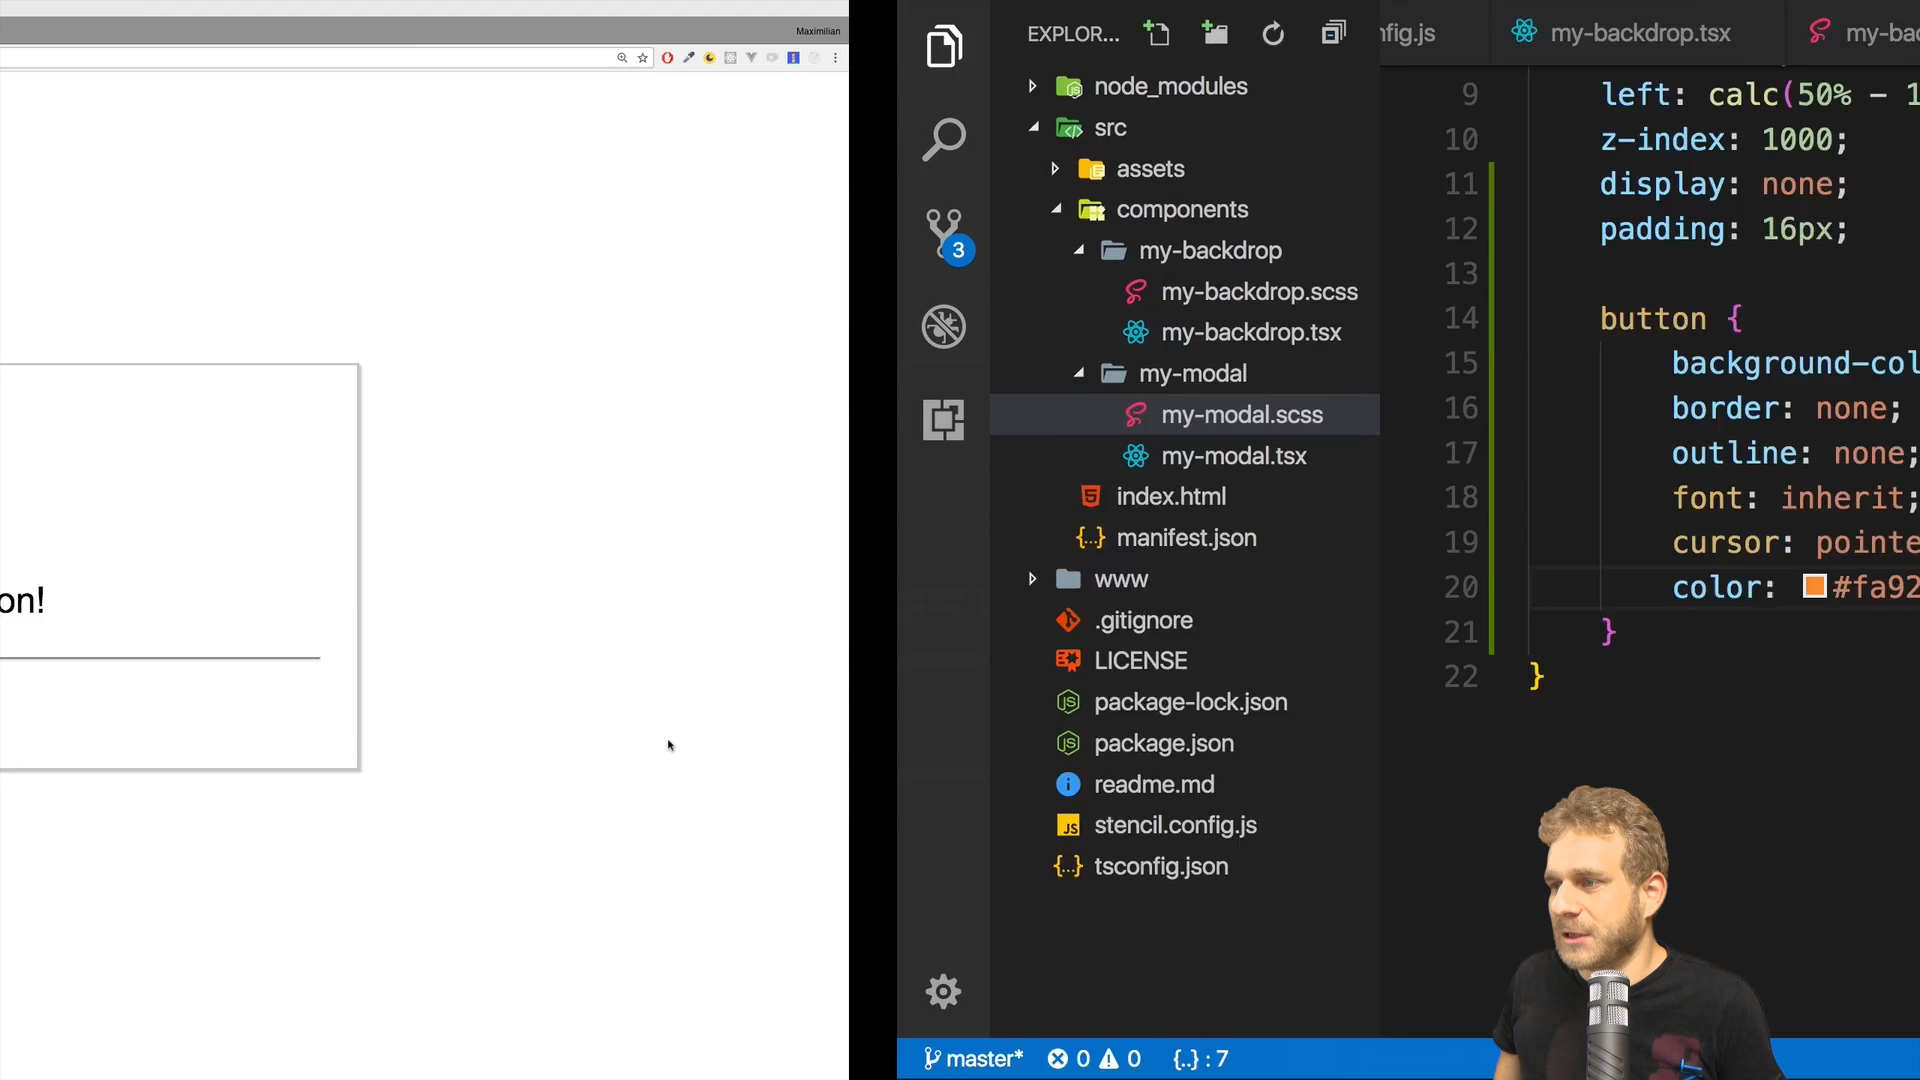 Maximilian
on!
EXPLOR...
node_modules
src
assets
components
my-backdrop
my-backdrop.scss
my-backdrop.tsx
my-modal
my-modal.scss
my-modal.tsx
index.html
manifest.json
www
.gitignore
LICENSE
package-lock.json
package.json
readme.md
stencil.config.js
tsconfig.json
3
nfig.js
my-backdrop.tsx
my-bac
9 left: calc(50% - 1
10 z-index: 1000;
11 display: none;
12 padding: 16px;
13
14 button {
15 background-col
16 border: none;
17 outline: none;
18 font: inherit;
19 cursor: pointe
20 color: #fa92
21 }
22 }
master* 0 0 {..} : 7